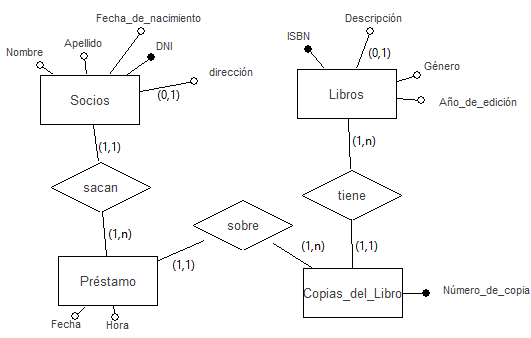 Fecha_de_nacimiento
Descripción
ISBN
Apellido
DNI
Nombre
(0,1)
Género
dirección
Socios
(0,1)
Libros
Año_de_edición
(1,1)
(1,n)
sacan
tiene
sobre
(1,n)
(1,1)
(1,n)
(1,1)
Préstamo
Copias_del_Libro
Número_de_copia
Fecha
Hora